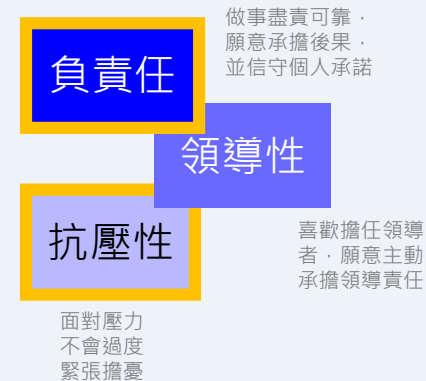 做事盡責可靠，
願意承擔後果，
並信守個人承諾
負責任
領導性
抗壓性
喜歡擔任領導
者，願意主動
承擔領導責任
面對壓力
不會過度
緊張擔憂